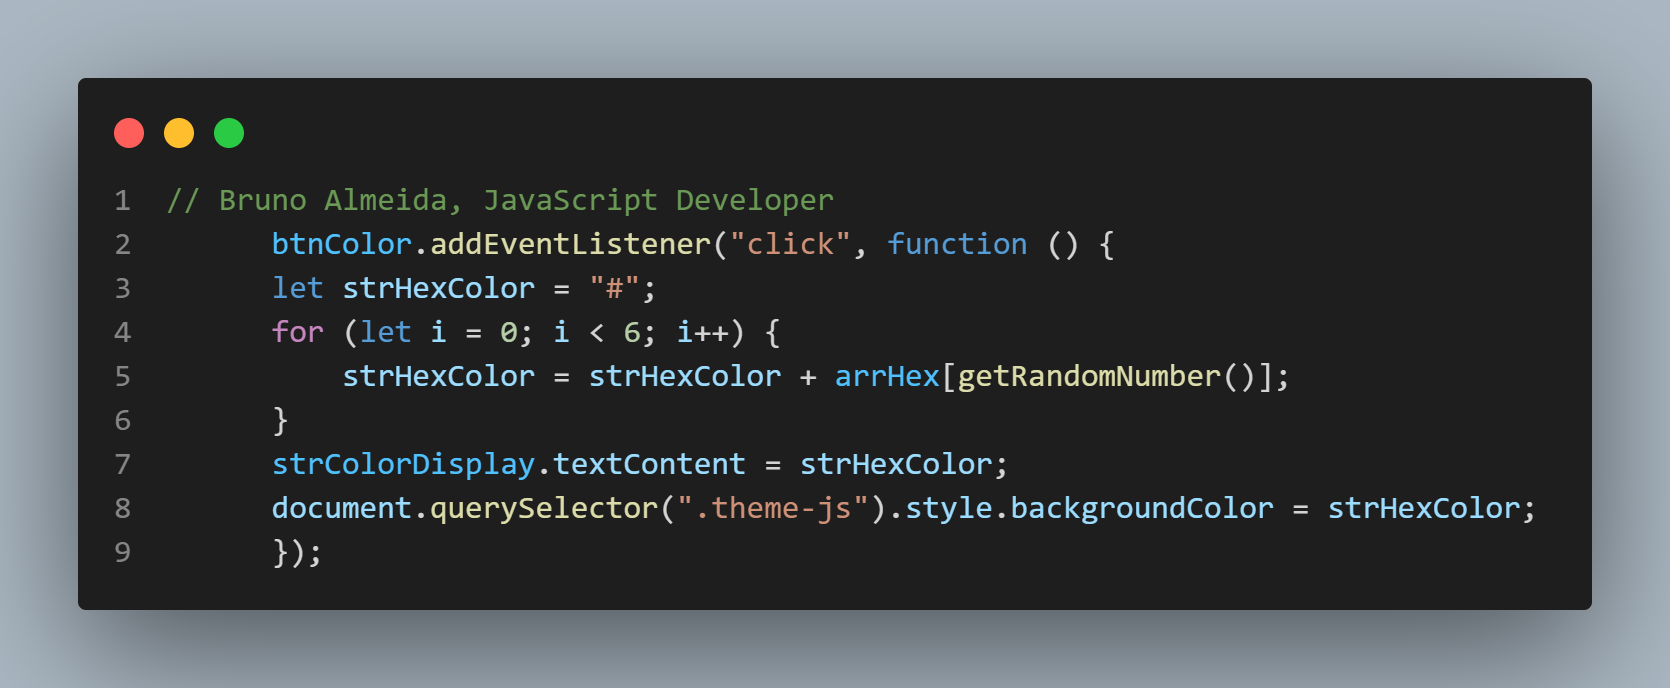 1 // Bruno Almeida, JavaScript Developer
2 btnColor.addEventListener("click", function () {
3 let strHexColor = "#";
4 for (let i = 0; i < 6; i++) {
5 strHexColor = strHexColor + arrHex[getRandomNumber()];
6 }
7 strColorDisplay.textContent = strHexColor;
8 document.querySelector(".theme-js").style.backgroundColor = strHexColor;
9 });